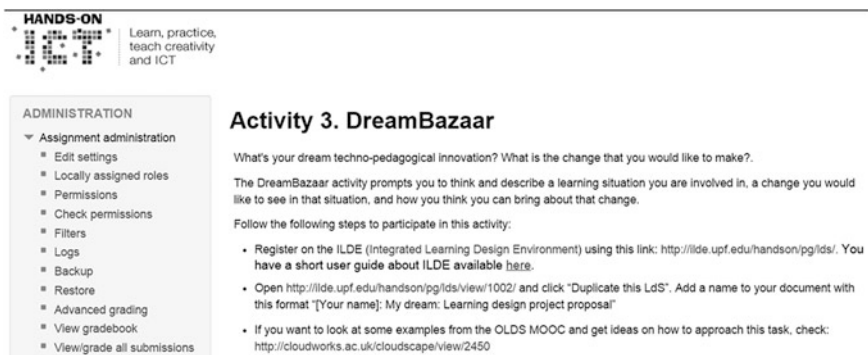 HANDS-ON
ICT
Learn, practice,
teach creativity
and ICT
ADMINISTRATION
Assignment administration
Edit settings
Locally assigned roles
Permissions
Check permissions
Filters
Logs
Backup
Restore
Advanced grading
View gradebook
View/grade all submissions
Activity 3. DreamBazaar
What's your dream techno-pedagogical innovation? What is the change that you would like to make?.
The DreamBazaar activity prompts you to think and describe a learning situation you are involved in, a change you would
like to see in that situation, and how you think you can bring about that change.
Follow the following steps to participate in this activity:
• Register on the ILDE (Integrated Learning Design Environment) using this link: http://ilde.upf.edu/handson/pg/lds/. You
have a short user guide about ILDE available here.
• Open http://ilde.upf.edu/handson/pg/lds/view/1002/ and click “Duplicate this LdS”. Add a name to your document with
this format “[Your name]: My dream: Learning design project proposal”
• If you want to look at some examples from the OLDS MOOC and get ideas on how to approach this task, check:
http://cloudworks.ac.uk/cloudscape/view/2450